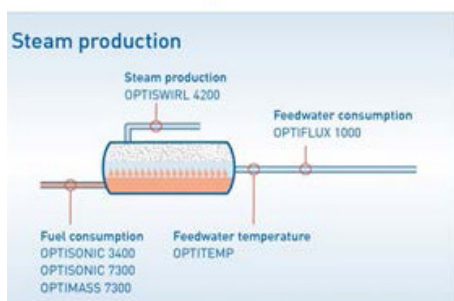 Steam production
Steam production
OPTISWIRL 4200
Feedwater consumption
OPTIFLUX 1000
Fuel consumption
OPTISONIC 3400
OPTISONIC 7300
OPTIMASS 7300
Feedwater temperature
OPTITEMP